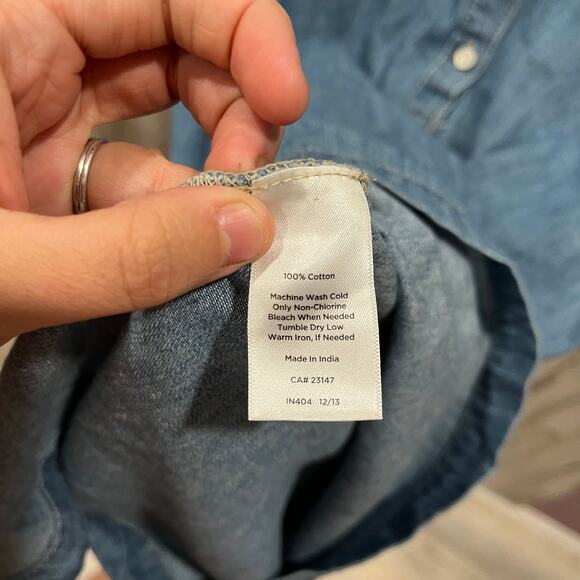 100% Cotton
Machine Wash Cold
Only Non-Chlorine
Bleach When Needed
Tumble Dry Low
Warm Iron, If Needed
Made In India
CA# 23147
IN404 12/13